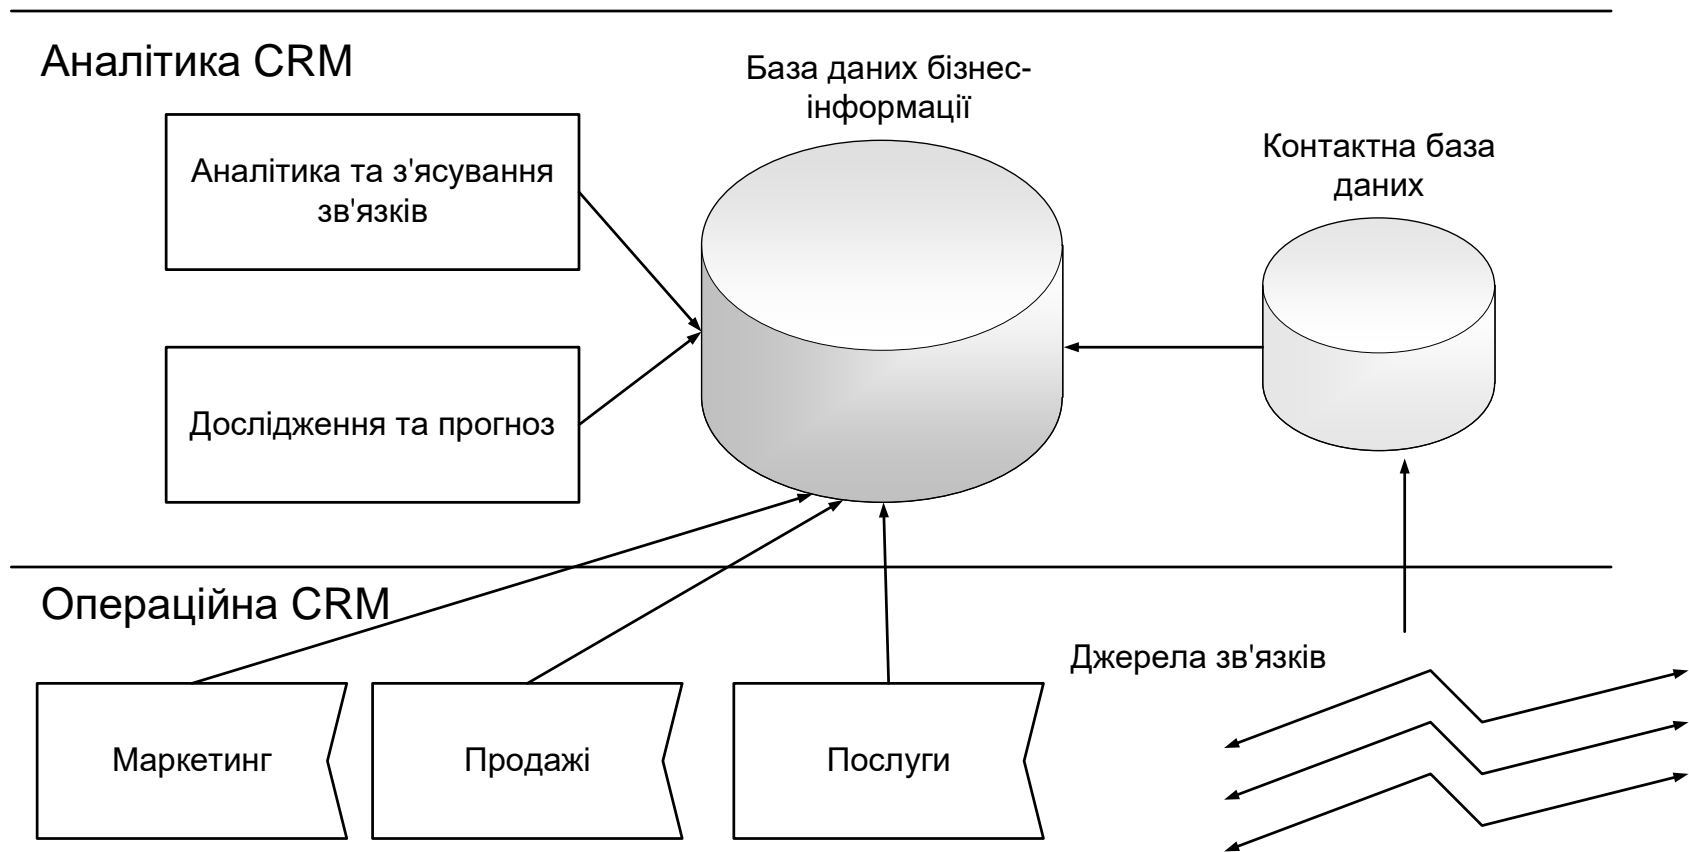 Аналітика CRM
База даних бізнес-
інформації
Контактна база
даних
Аналітика та з'ясування
зв'язків
Дослідження та прогноз
Операційна CRM
Джерела зв'язків
Маркетинг
Продажі
Послуги